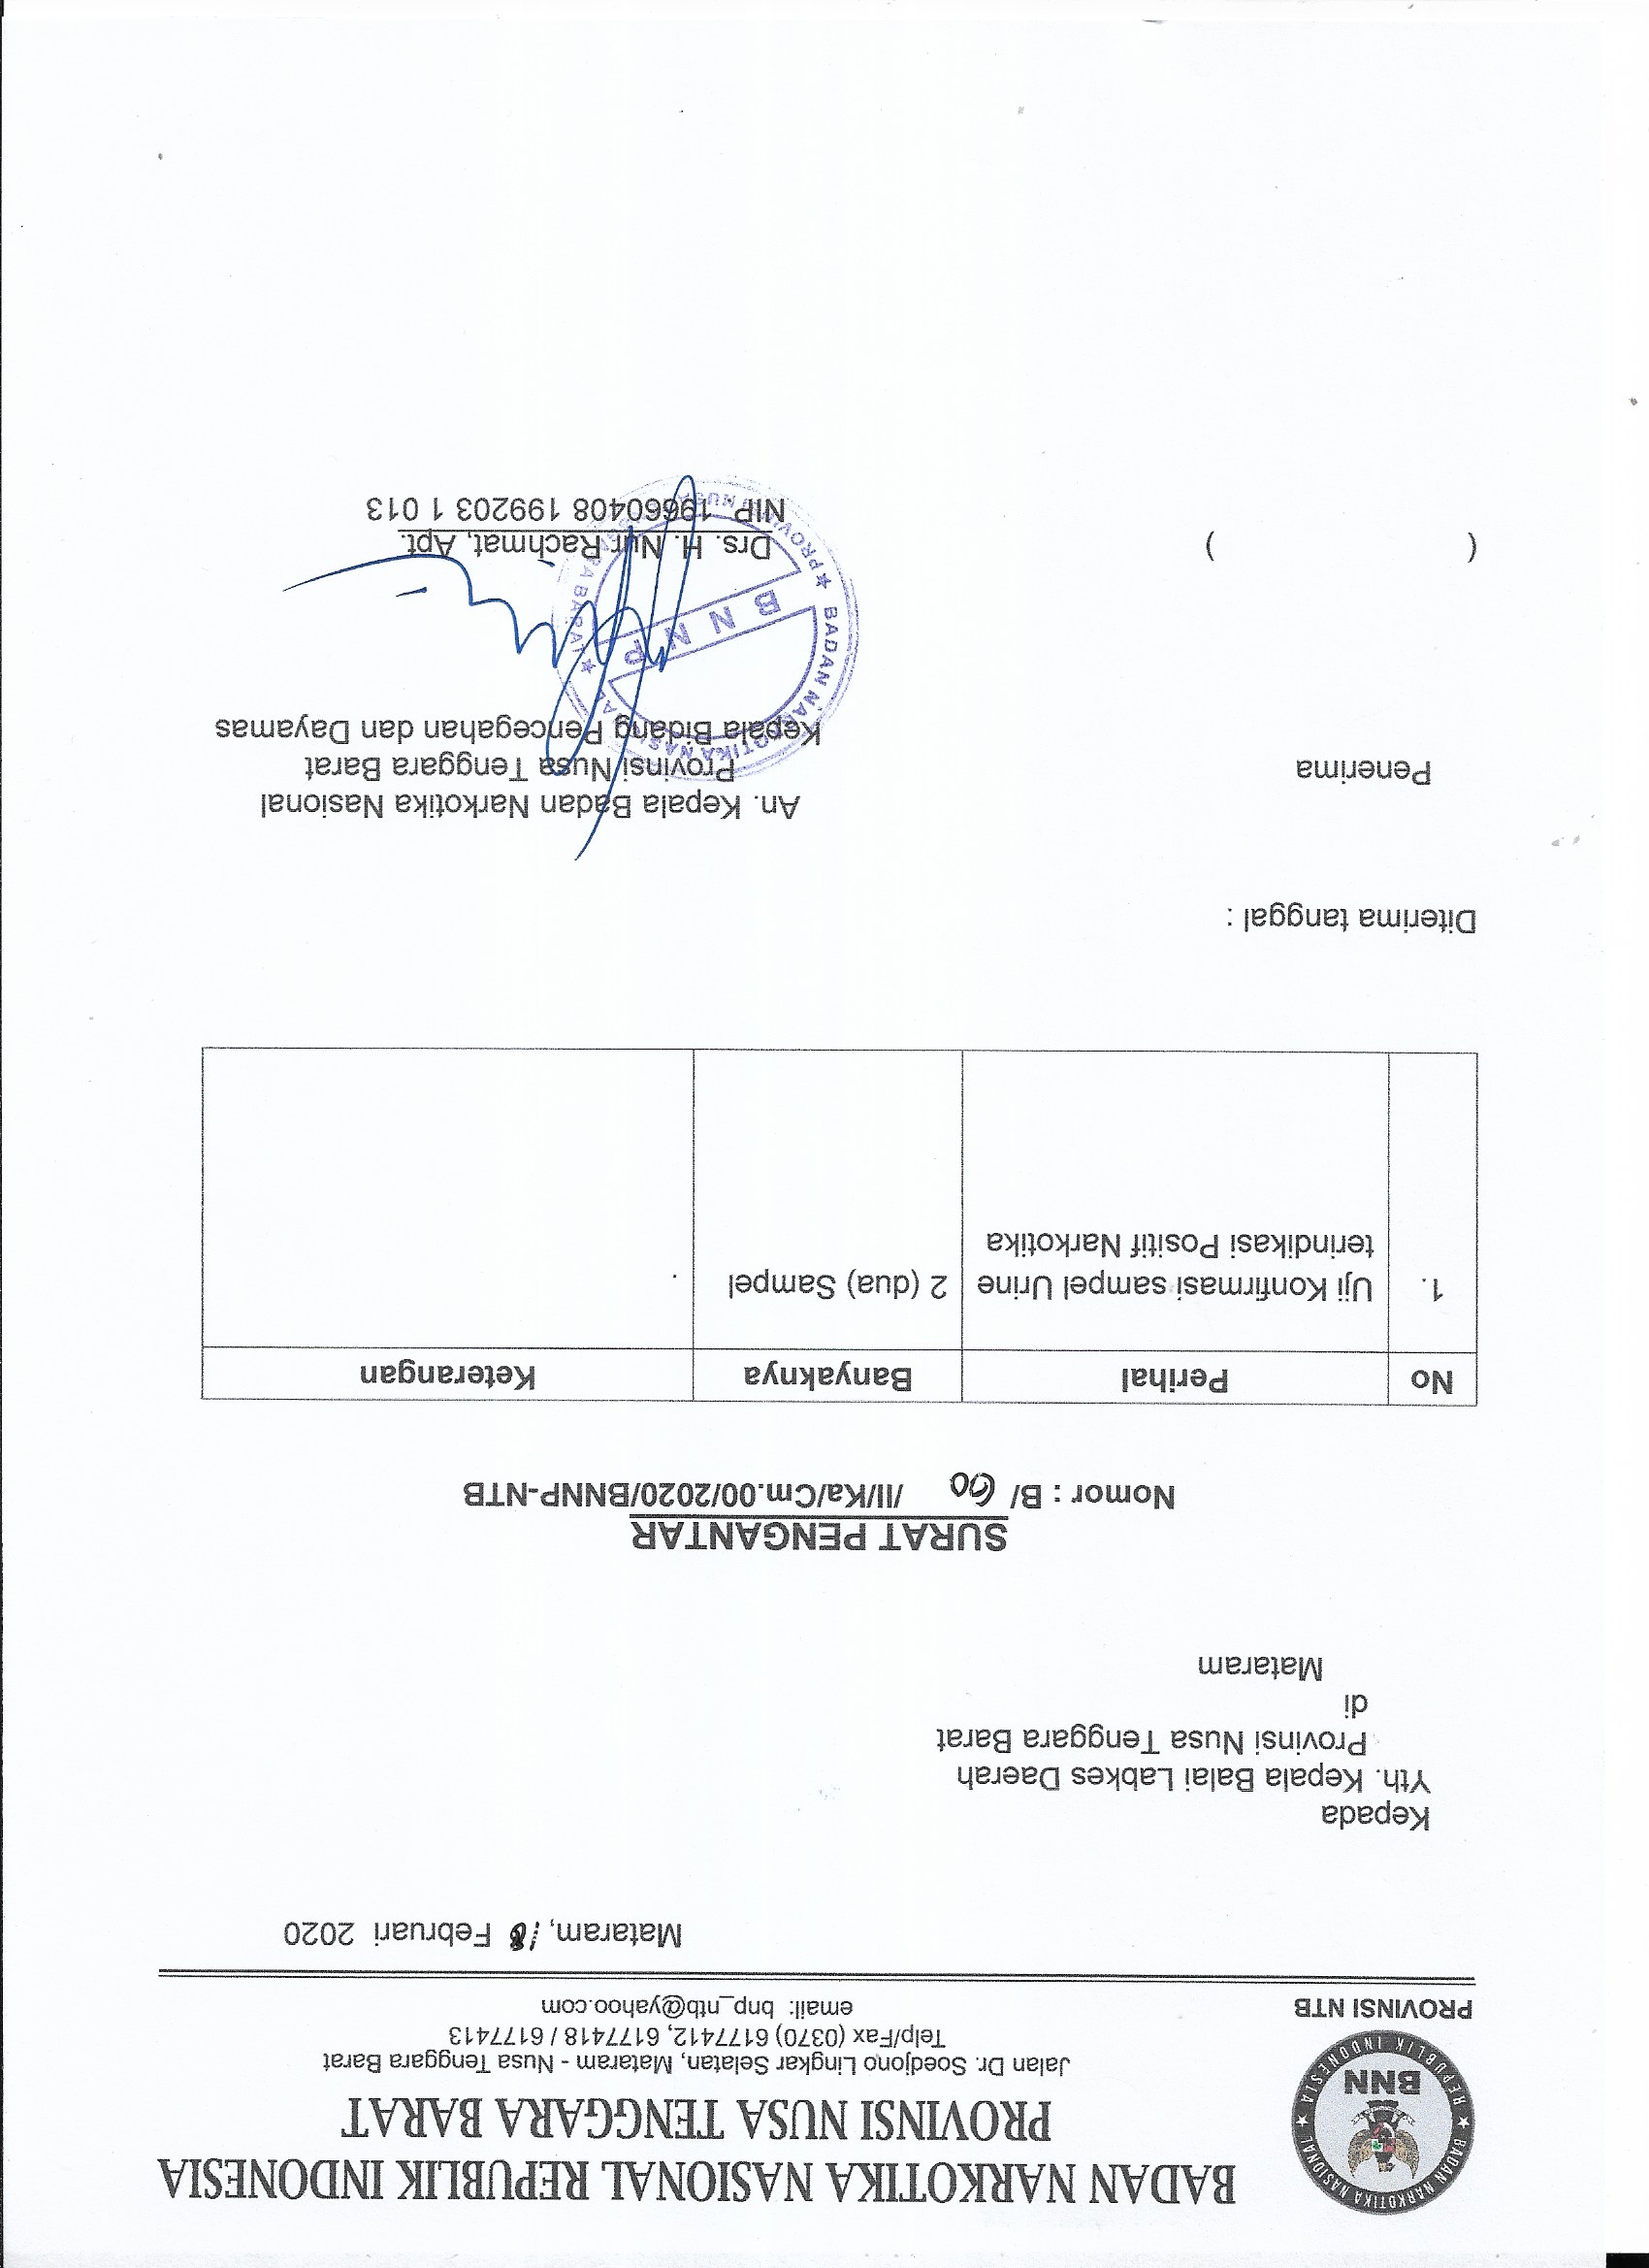 BADAN NARKOTIKA NASIONAL REPUBLIK INDONESIA
PROVINSI NUSA TENGGARA BARAT
Jalan Dr. Soedjono Lingkar Selatan, Mataram - Nusa Tenggara Barat
Telp/Fax (0370) 6177412, 6177418 / 6177413
email: bnp_ntb@yahoo.com
★ BADAN NARKOTIKA NASIONAL ★ REPUBLIK INDONESIA
BNN
PROVINSI NTB
Mataram, 18 Februari 2020
Kepada
Yth. Kepala Balai Labkes Daerah
Provinsi Nusa Tenggara Barat
di
Mataram
SURAT PENGANTAR
Nomor : B/ 60 /II/Ka/Cm.00/2020/BNNP-NTB
No Perihal Banyaknya Keterangan
1. Uji Konfirmasi sampel Urine 2 (dua) Sampel .
terindikasi Positif Narkotika
Diterima tanggal :
An. Kepala Badan Narkotika Nasional
Penerima Provinsi Nusa Tenggara Barat
Kepala Bidang Pencegahan dan Dayamas
BADAN NARKOTIKA NASIONAL ★ PROVINSI NUSA TENGGARA BARAT ★
BNNP
( ) Drs. H. Nur Rachmat, Apt.
NIP 19660408 199203 1 013